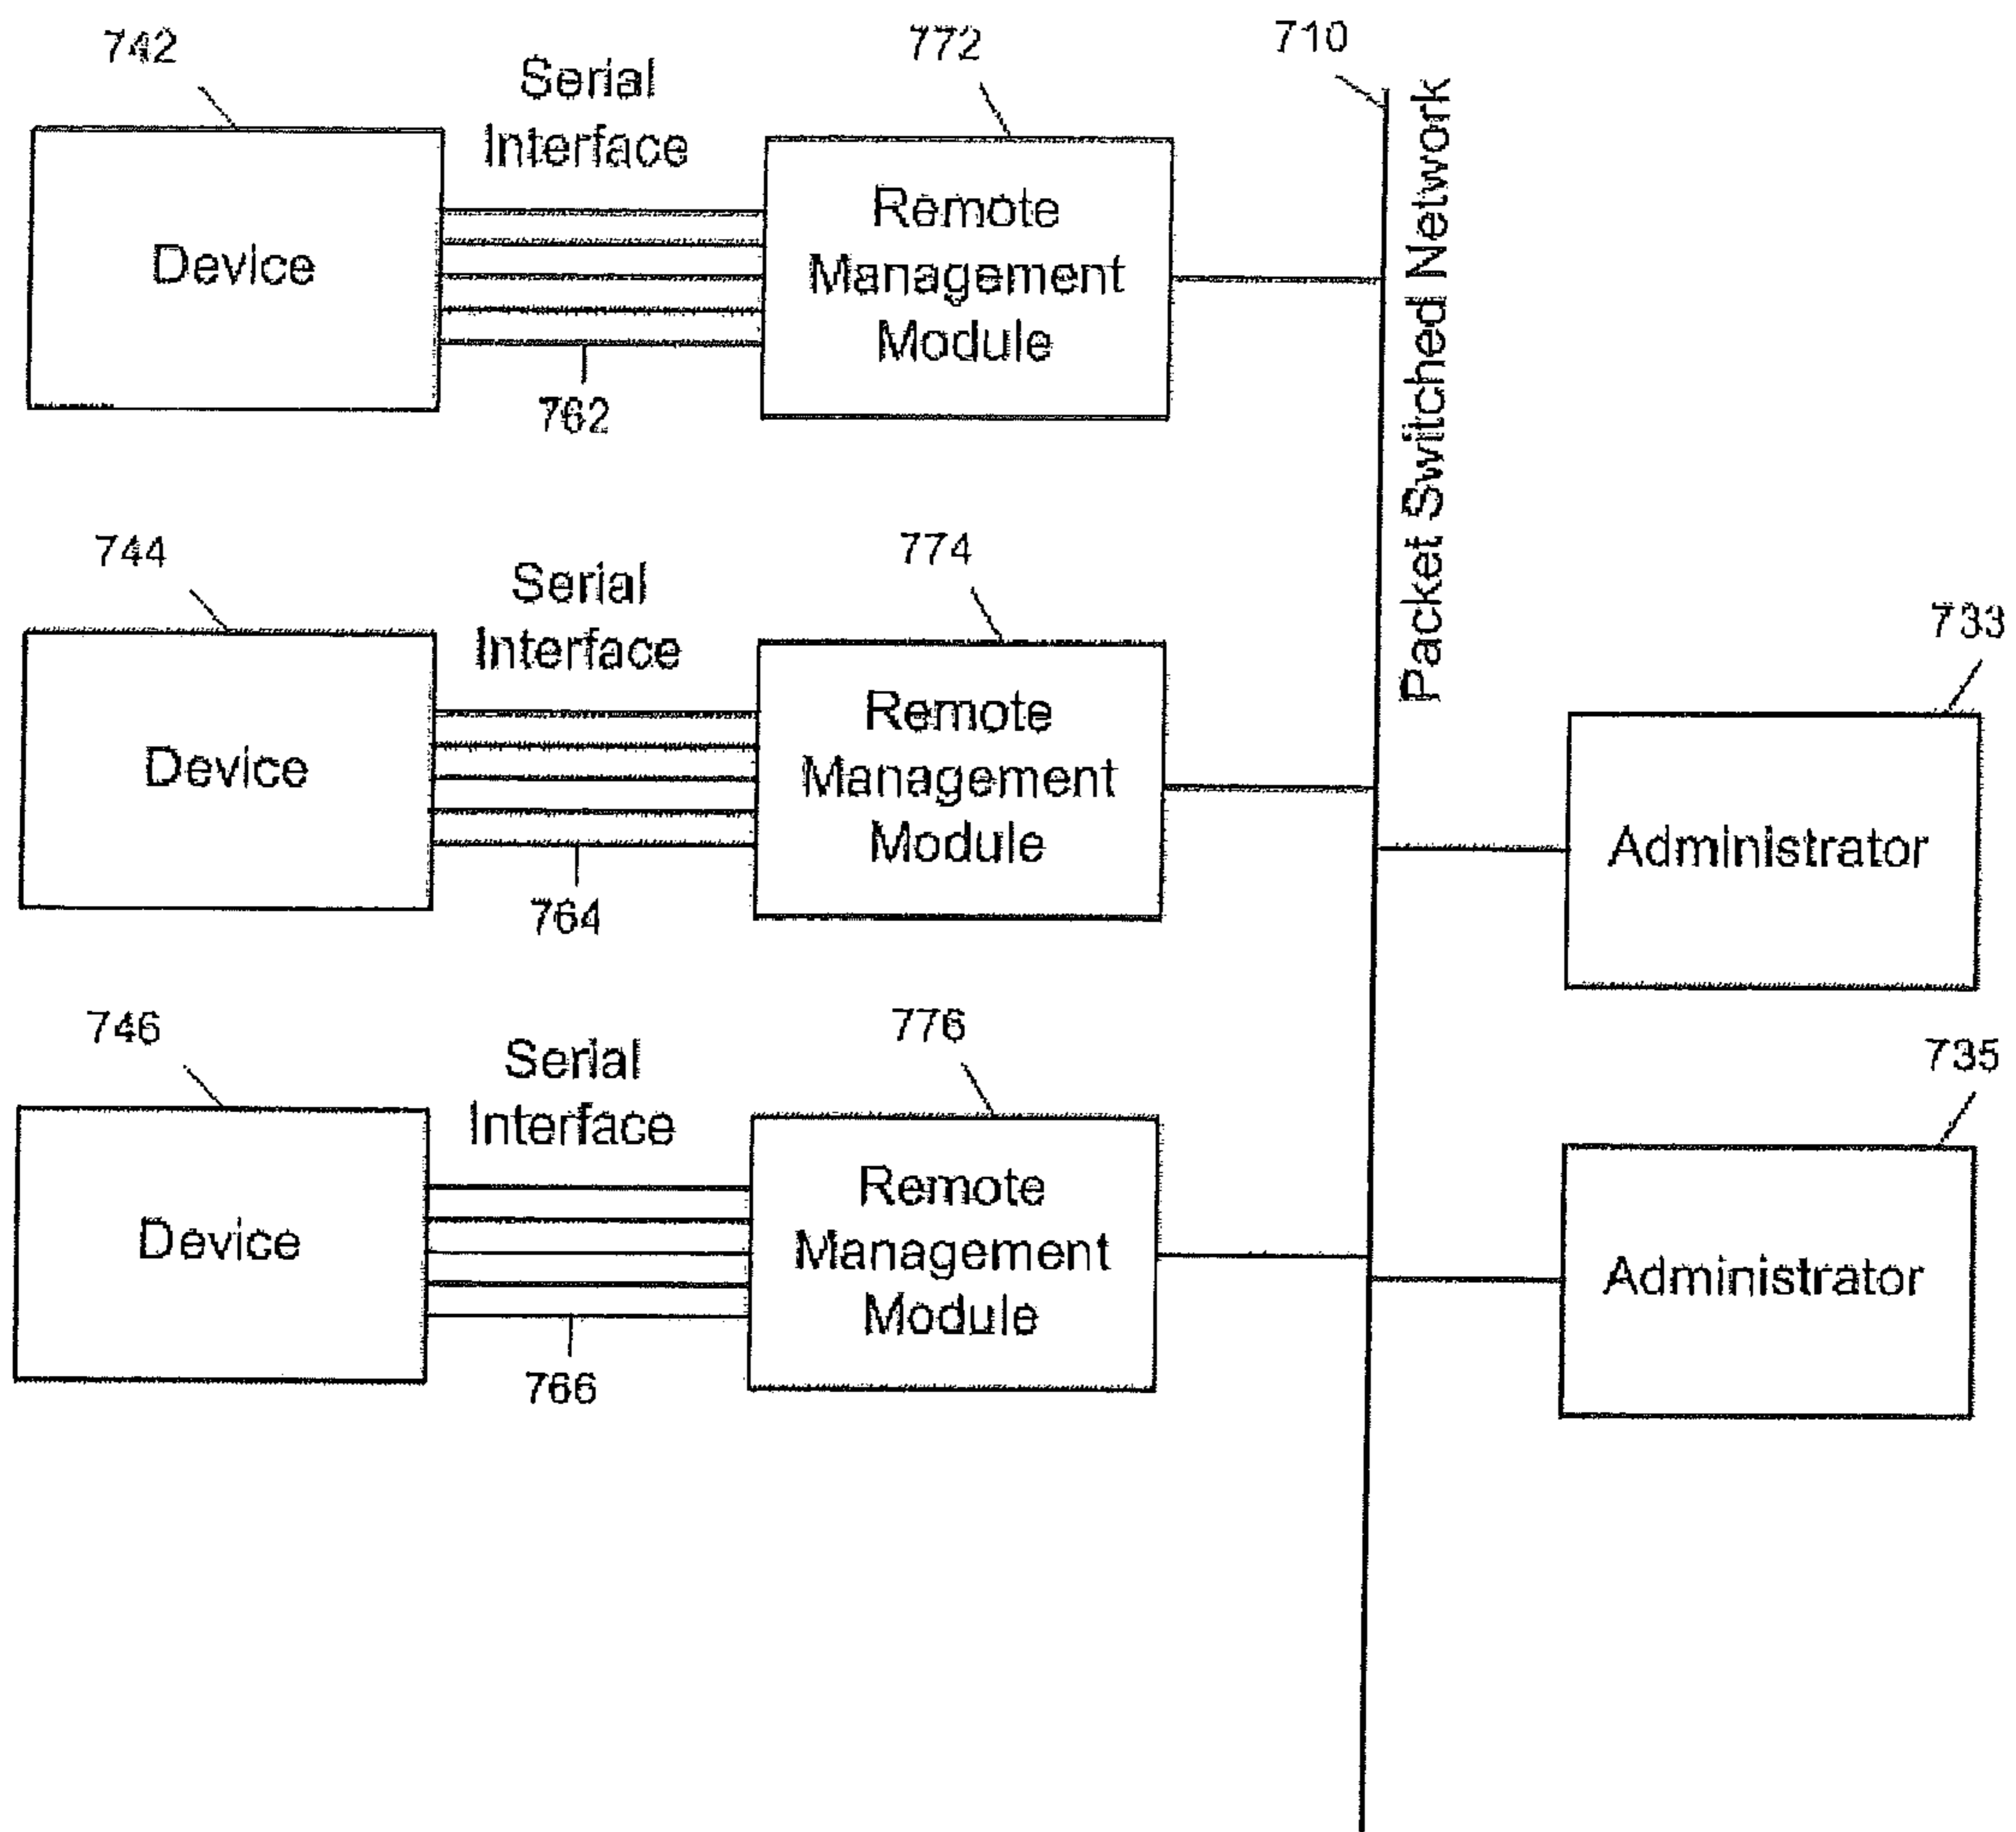 742
Serial
Interface
772
710
Device
Remote
Management
Module
762
Packet Switched Network
744
Serial
Interface
774
733
Device
Remote
Management
Module
764
Administrator
746
Serial
Interface
776
735
Device
Remote
Management
Module
766
Administrator